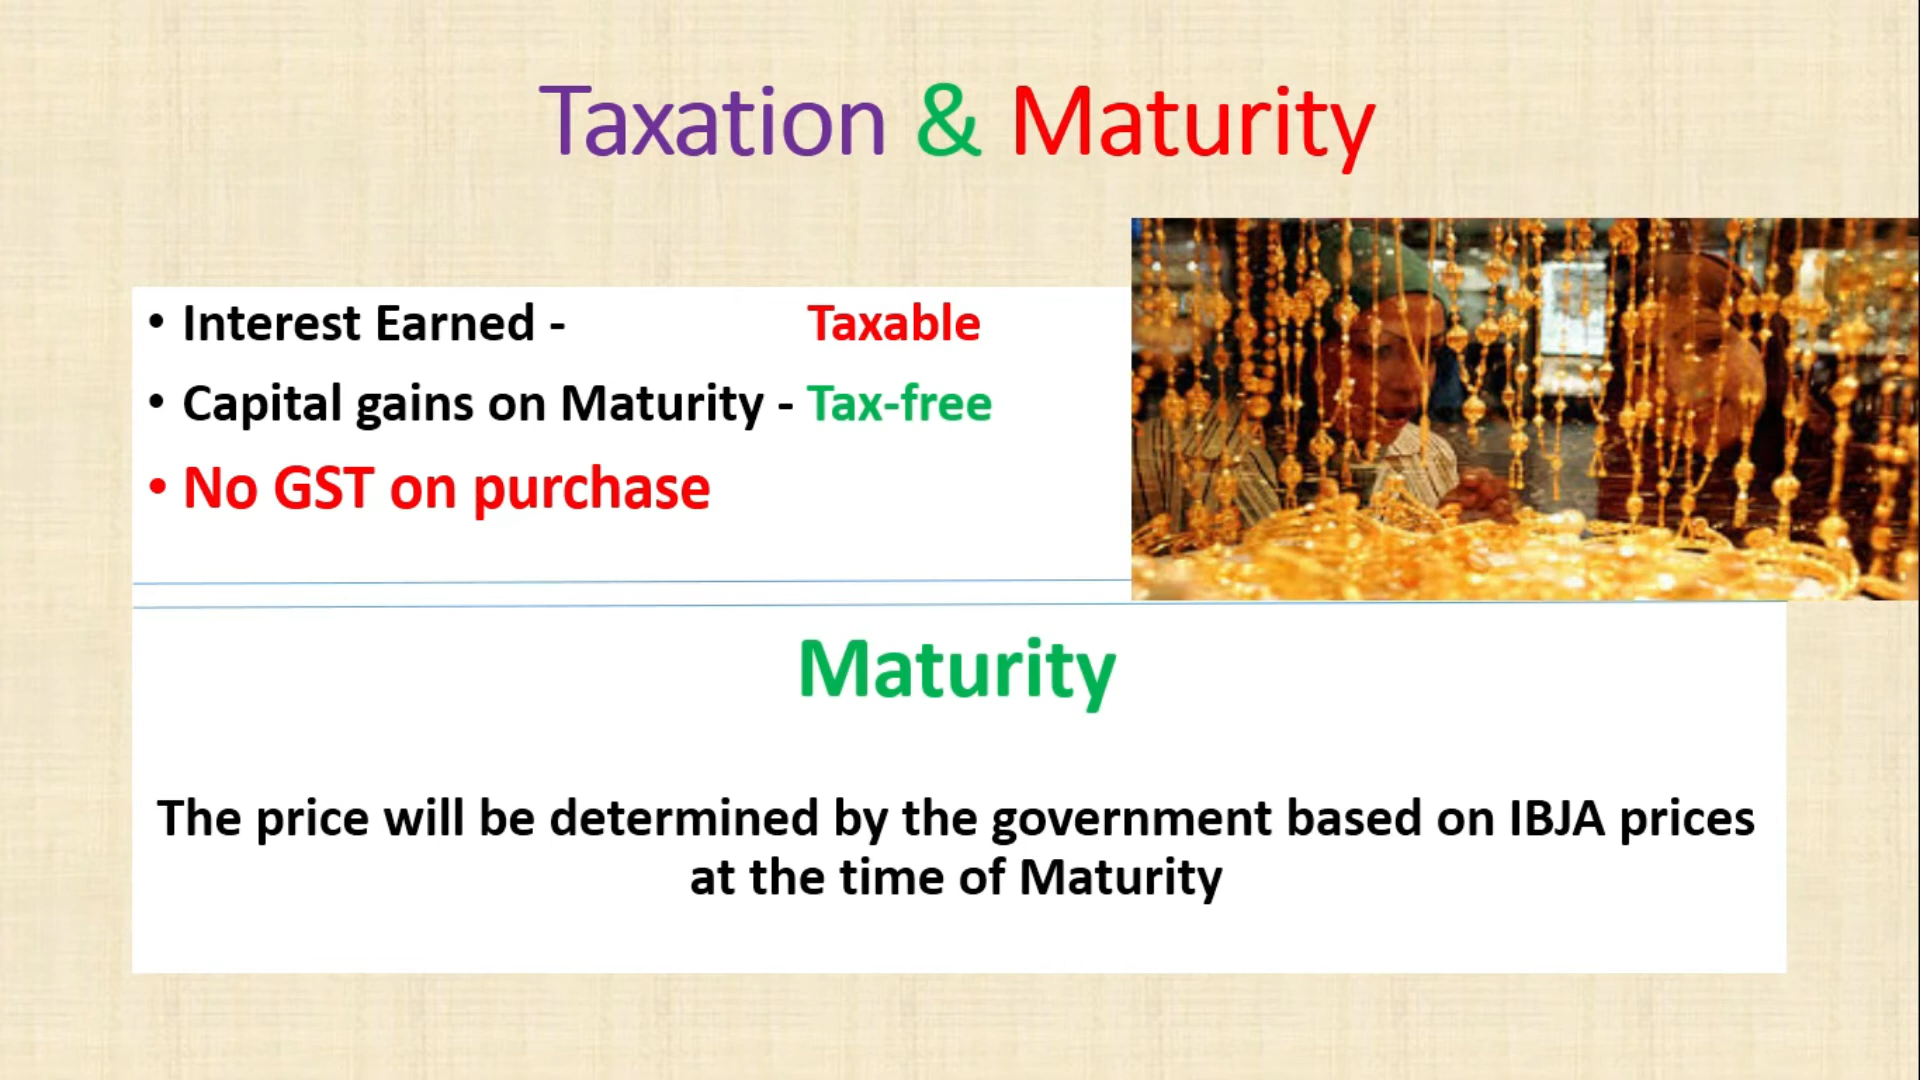 Taxation & Maturity
• Interest Earned - Taxable
• Capital gains on Maturity - Tax-free
• No GST on purchase
Maturity
The price will be determined by the government based on IBJA prices
at the time of Maturity